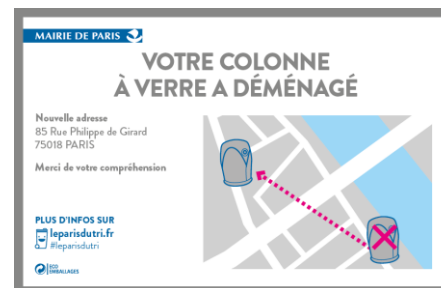 MAIRIE DE PARIS
VOTRE COLONNE
À VERRE A DÉMÉNAGÉ
Nouvelle adresse
85 Rue Philippe de Girard
75018 PARIS
Merci de votre compréhension
PLUS D'INFOS SUR
leparisdutri.fr
#leparisdutri
ECO
EMBALLAGES